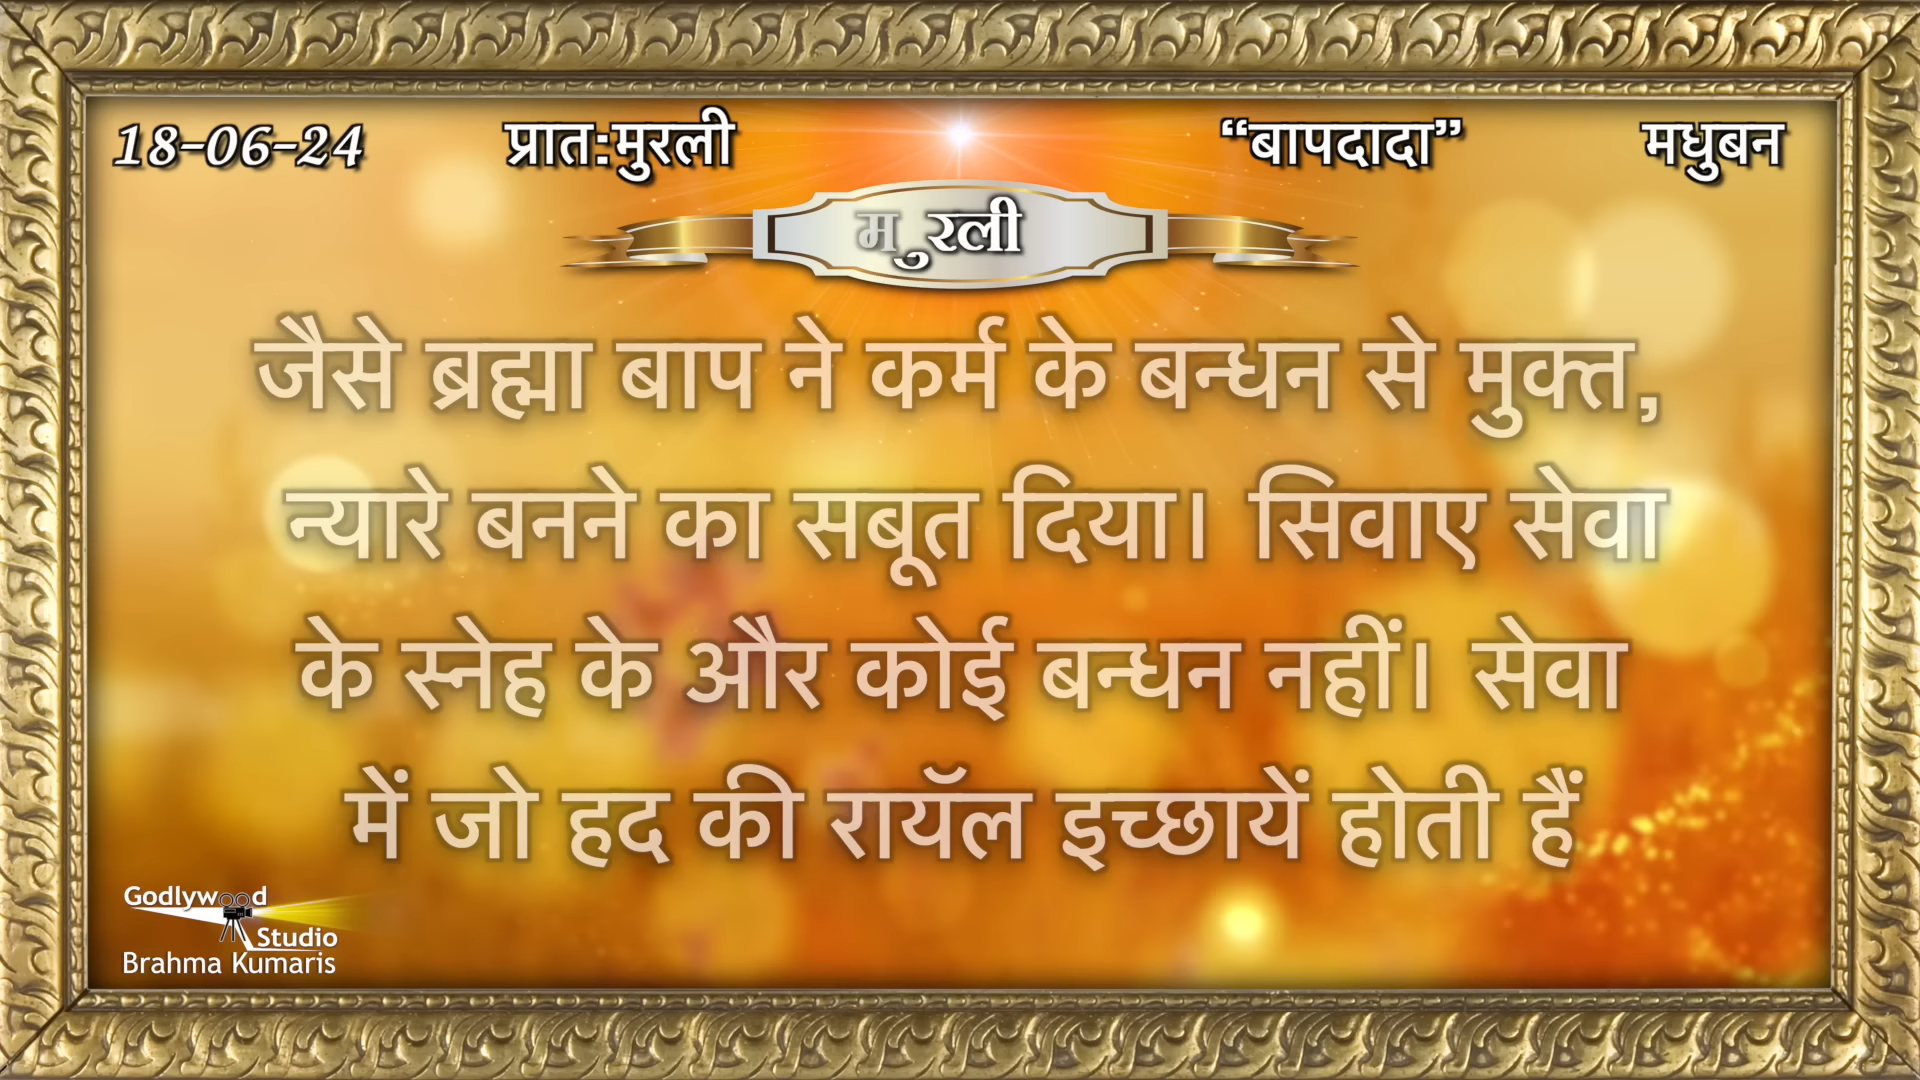 18-06-24 प्रात:मुरली “बापदादा” मधुबन
मुरली
जैसे ब्रह्मा बाप ने कर्म के बन्धन से मुक्त,
न्यारे बनने का सबूत दिया। सिवाए सेवा
के स्नेह के और कोई बन्धन नहीं। सेवा
में जो हद की रायॅल इच्छायें होती हैं
Godlywood
Studio
Brahma Kumaris